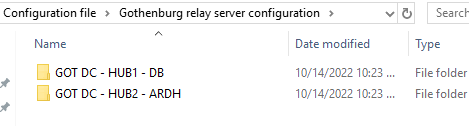 Configuration file > Gothenburg relay server configuration >
Name Date modified Type
GOT DC - HUB1 - DB 10/14/2022 10:23 ... File folder
GOT DC - HUB2 - ARDH 10/14/2022 10:23 ... File folder